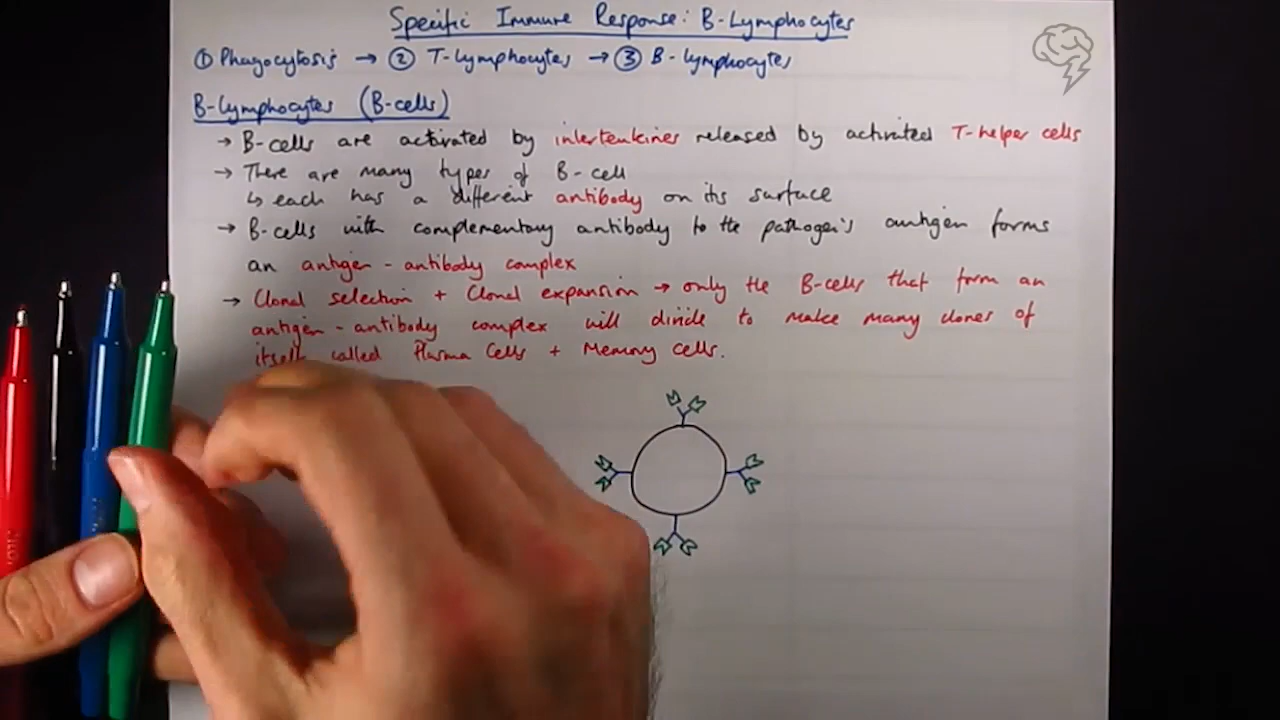 Specific Immune Response: B-Lymphocytes
① Phagocytosis → ② T-Lymphocytes → ③ B-Lymphocytes
B-Lymphocytes (B-cells)
→ B-cells are activated by interleukines released by activated T-helper cells
→ There are many types of B-cell
↳ each has a different antibody on its surface
→ B-cells with complementary antibody to the pathogen's antigen forms
an antigen-antibody complex
→ Clonal selection + Clonal expansion → only the B-cells that form an
antigen-antibody complex will divide to make many clones of
itself called Plasma Cells + Memory cells.